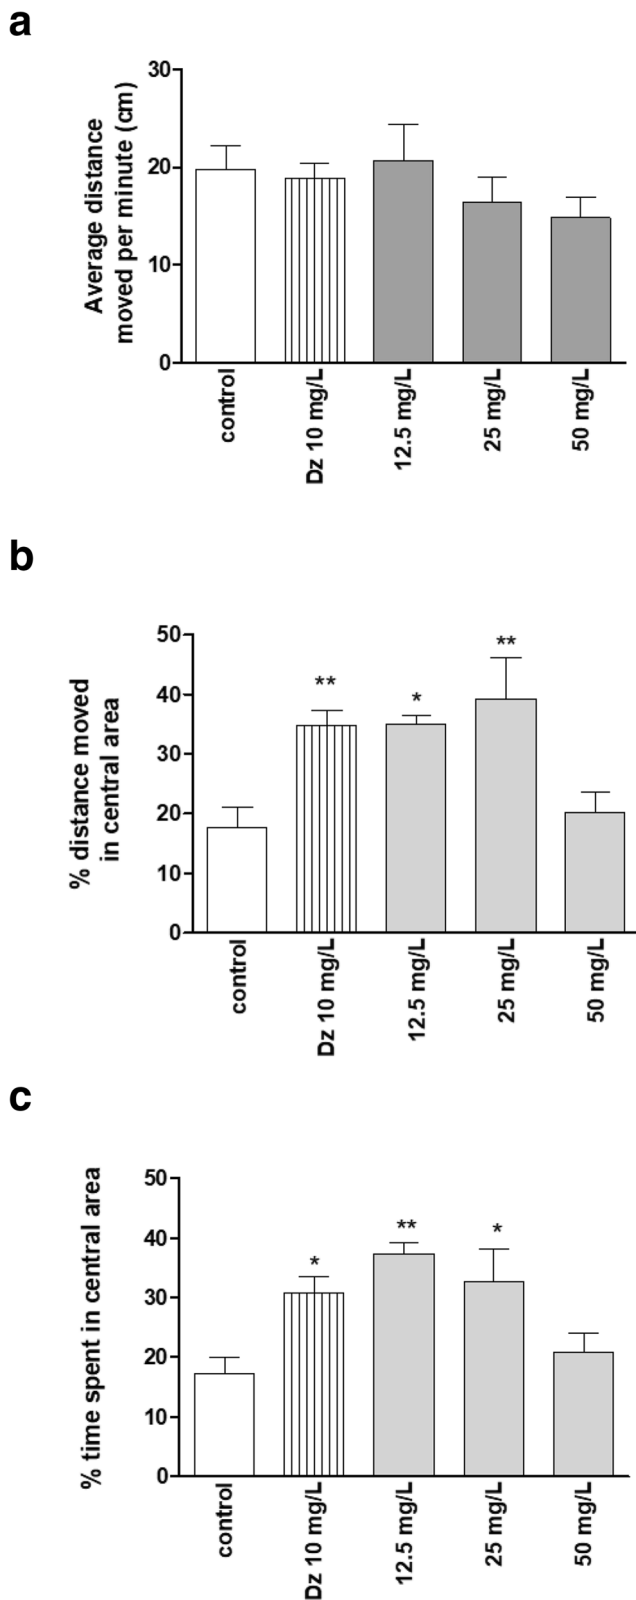 a
Average distance
moved per minute (cm)
30
20
10
0
control
Dz 10 mg/L
12.5 mg/L
25 mg/L
50 mg/L
b
% distance moved
in central area
50
40
30
20
10
0
**
*
**
control
Dz 10 mg/L
12.5 mg/L
25 mg/L
50 mg/L
c
% time spent in central area
50
40
30
20
10
0
*
**
*
control
Dz 10 mg/L
12.5 mg/L
25 mg/L
50 mg/L